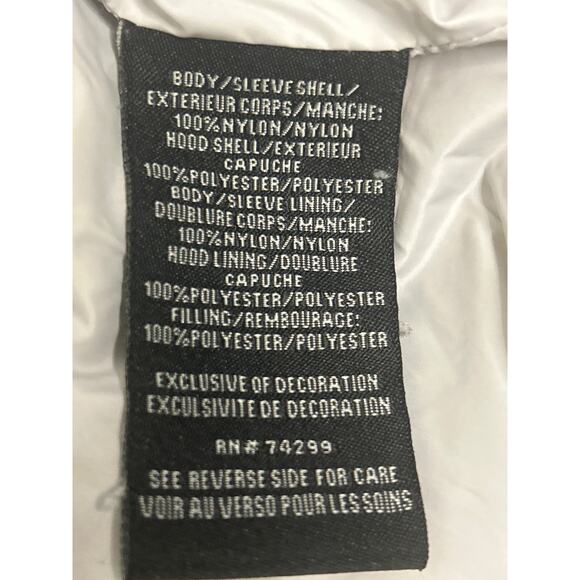 BODY/SLEEVE SHELL/
EXTERIEUR CORPS/MANCHE:
100%NYLON/NYLON
HOOD SHELL/EXTERIEUR
CAPUCHE
100%POLYESTER/POLYESTER
BODY/SLEEVE LINING/
DOUBLURE CORPS/MANCHE:
100%NYLON/NYLON
HOOD LINING/DOUBLURE
CAPUCHE
100%POLYESTER/POLYESTER
FILLING/REMBOURAGE:
100%POLYESTER/POLYESTER
EXCLUSIVE OF DECORATION
EXCULSIVITE DE DECORATION
RN# 74299
SEE REVERSE SIDE FOR CARE
VOIR AU VERSO POUR LES SOINS